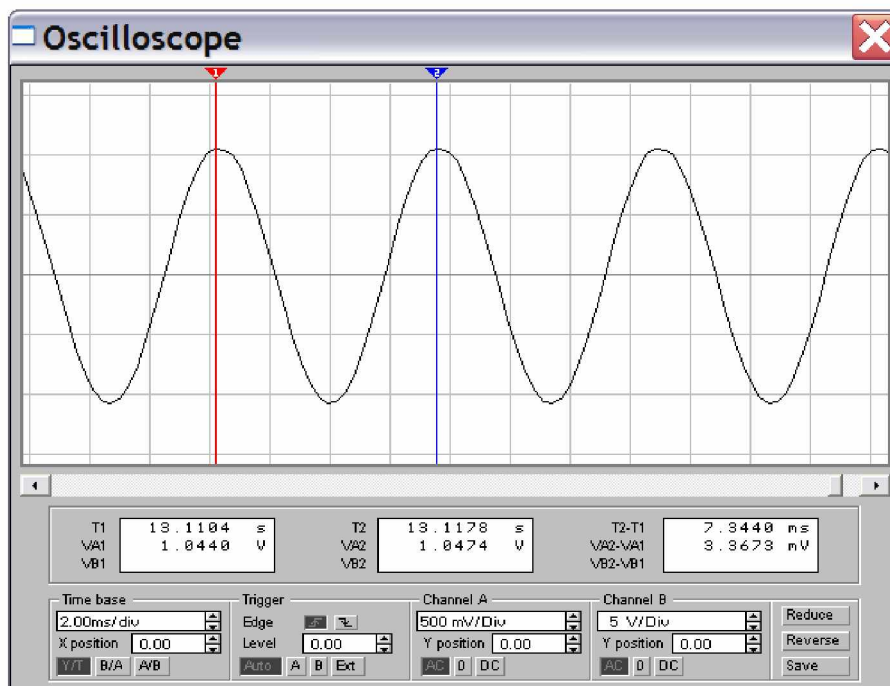 Oscilloscope
1 2
T1 13.1104 s T2 13.1178 s T2-T1 7.3440 ms
VA1 1.0440 V VA2 1.0474 V VA2-VA1 3.3673 mV
VB1 VB2 VB2-VB1
Time base Trigger Channel A Channel B
2.00ms/div Edge 500 mV/Div 5 V/Div Reduce
X position 0.00 Level 0.00 Y position 0.00 Y position 0.00 Reverse
Y/T B/A A/B Auto A B Ext AC 0 DC AC 0 DC Save